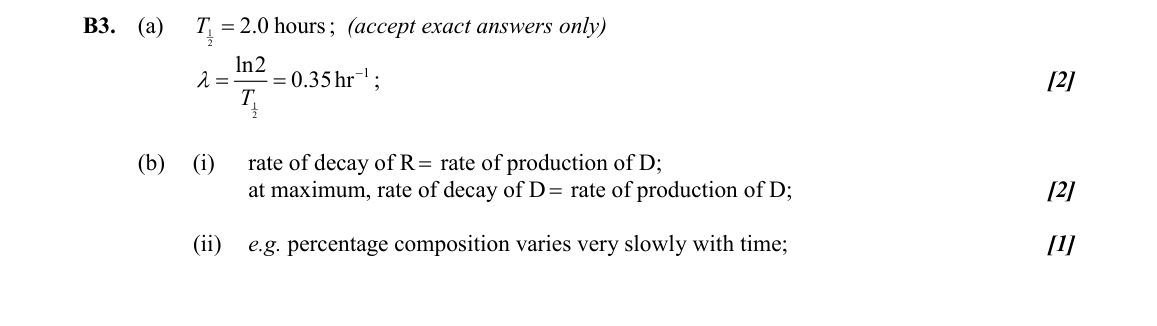 B3. (a) T½ = 2.0 hours ; (accept exact answers only)
λ = ln2 / T½ = 0.35 hr⁻¹ ; [2]
(b) (i) rate of decay of R = rate of production of D;
at maximum, rate of decay of D = rate of production of D; [2]
(ii) e.g. percentage composition varies very slowly with time; [1]